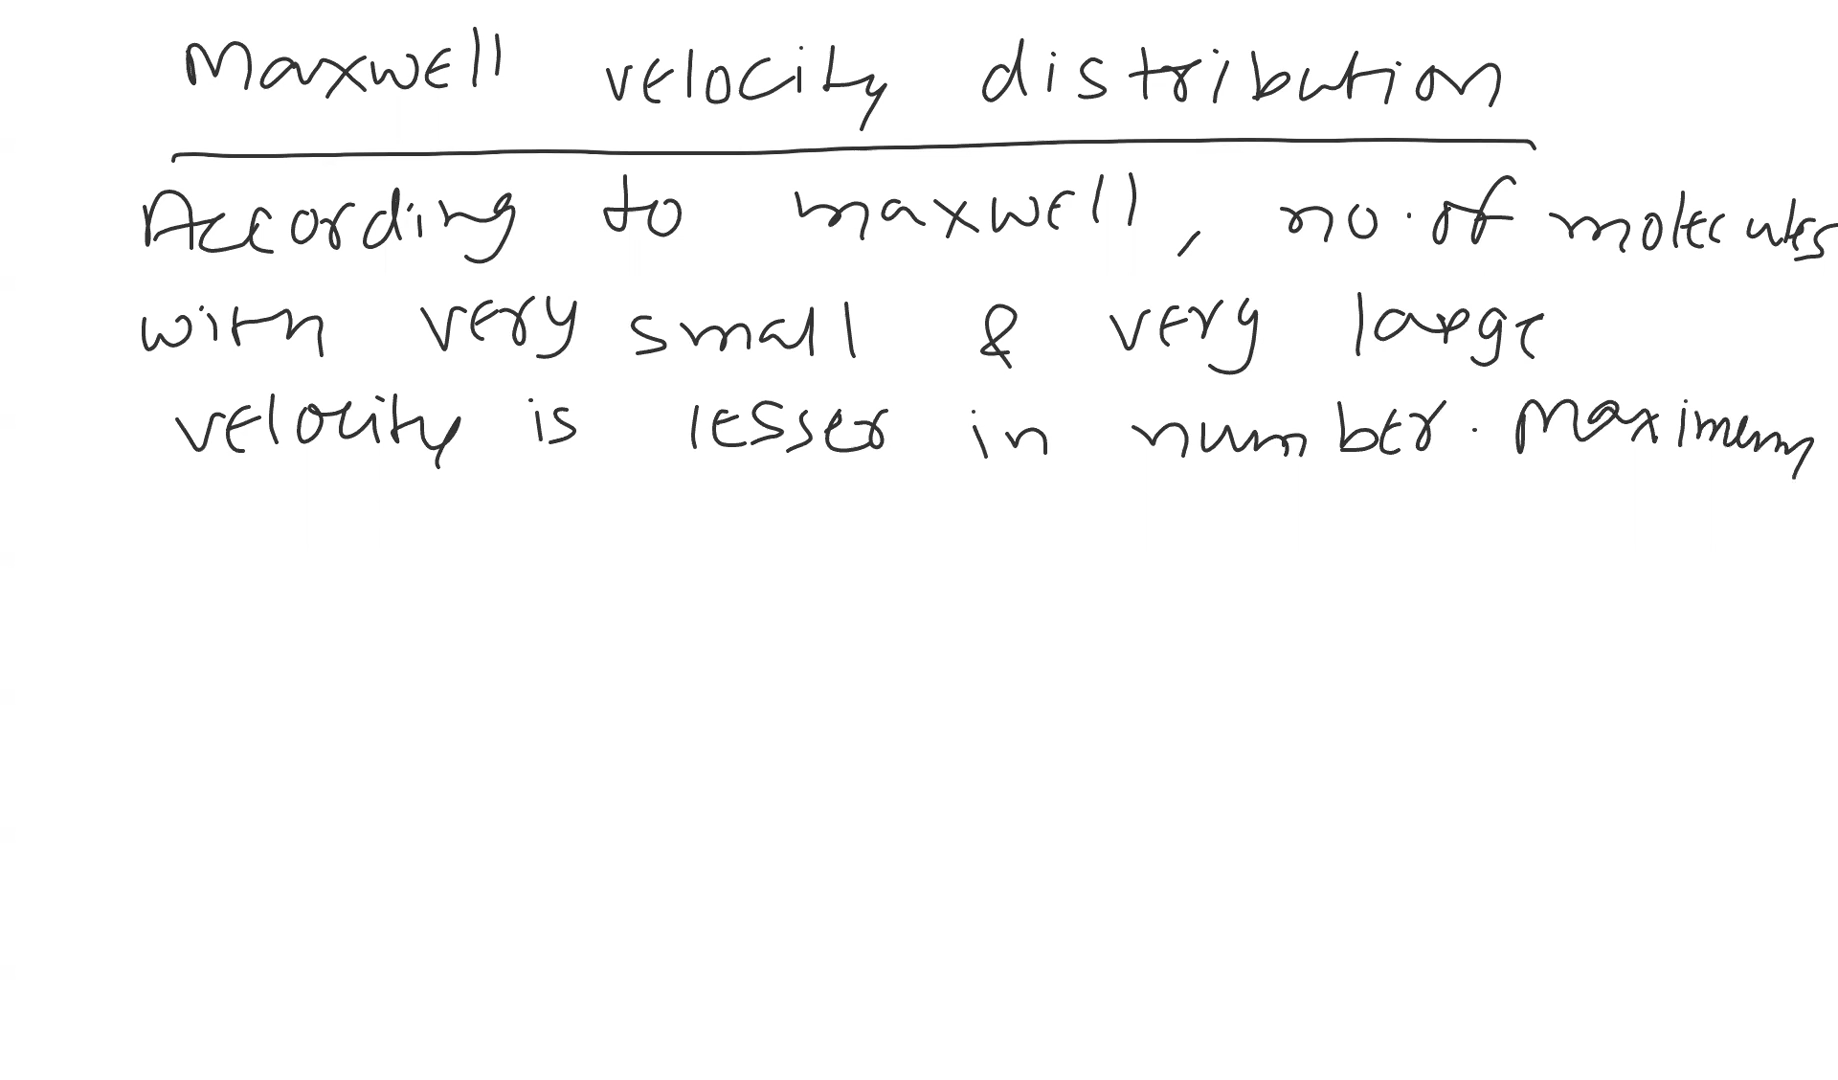 Maxwell velocity distribution
According to maxwell, no. of molecules
with very small & very large
velocity is lesser in number. Maximum